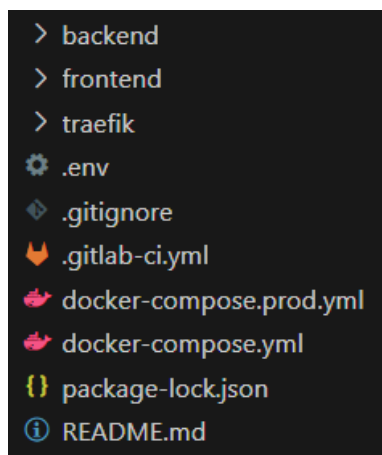 backend
frontend
traefik
.env
.gitignore
.gitlab-ci.yml
docker-compose.prod.yml
docker-compose.yml
package-lock.json
README.md